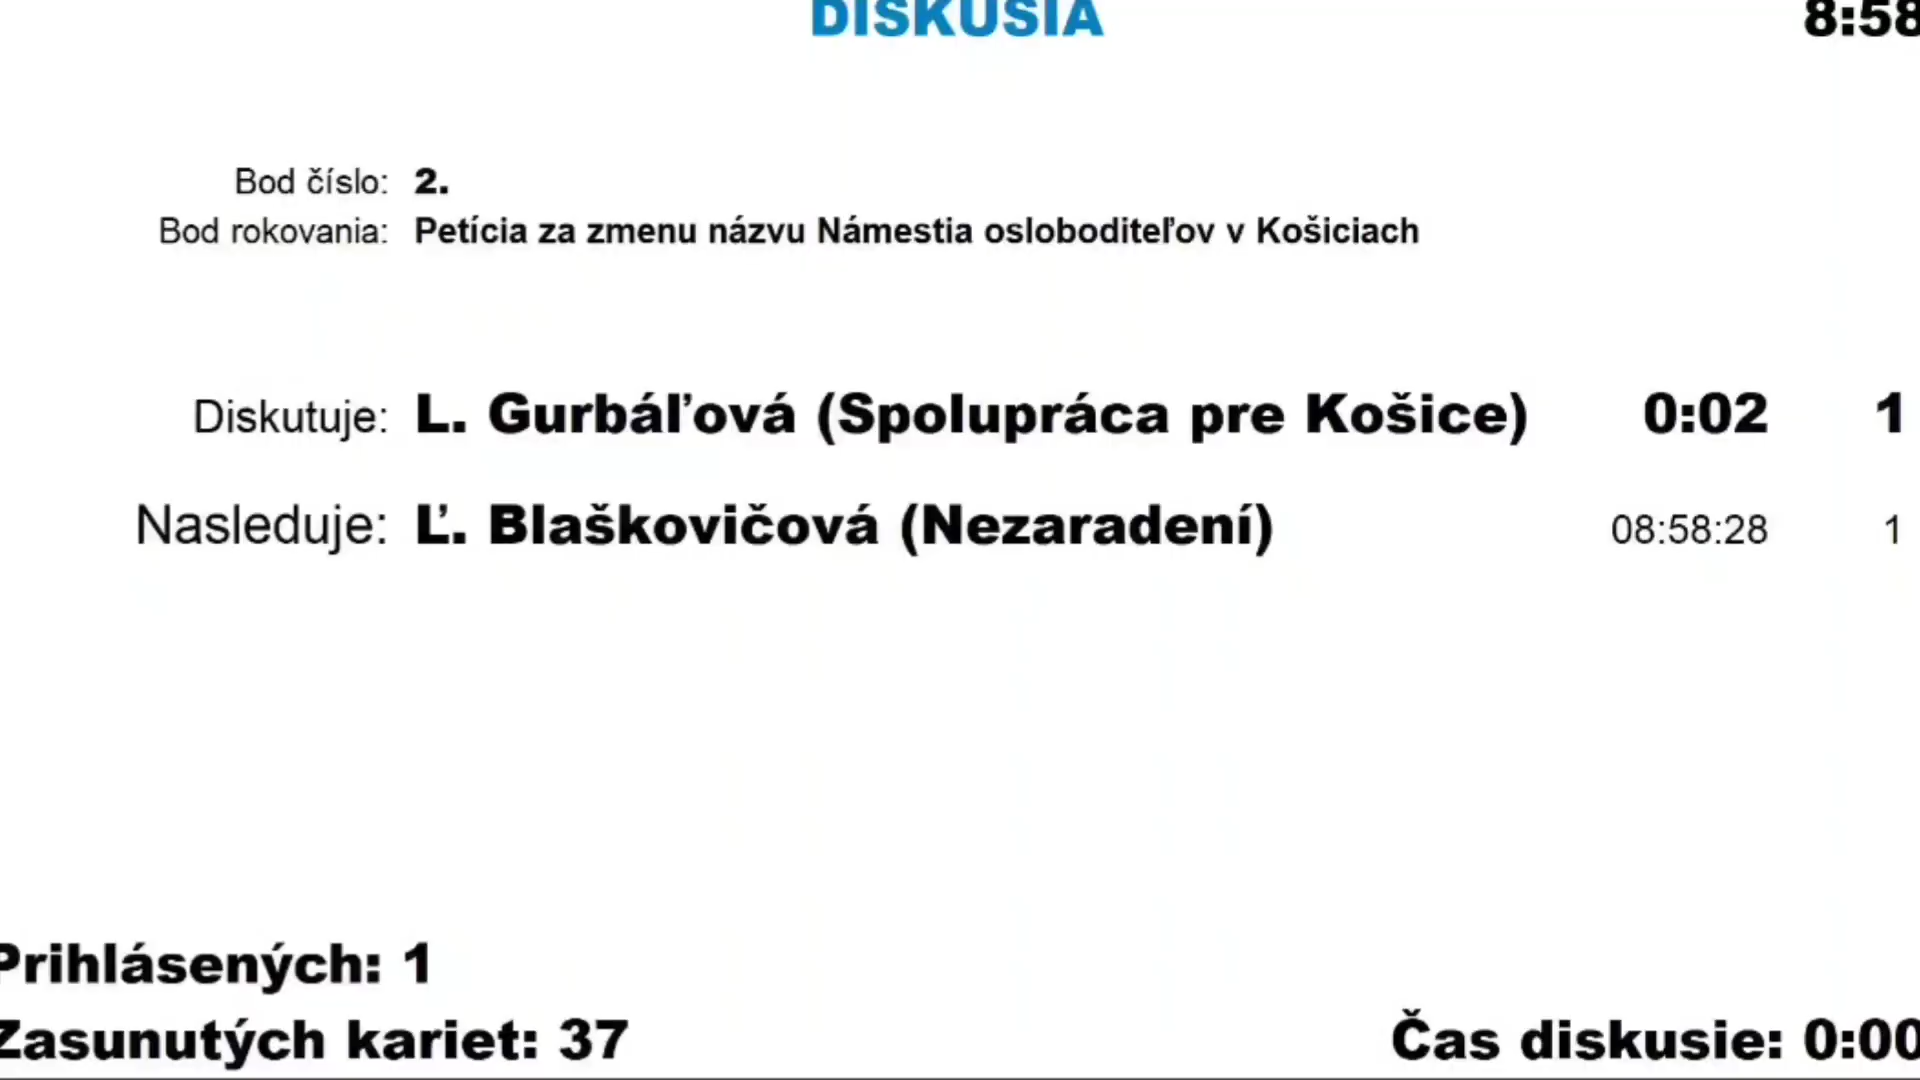 DISKUSIA 8:58
Bod číslo: 2.
Bod rokovania: Petícia za zmenu názvu Námestia osloboditeľov v Košiciach
Diskutuje: L. Gurbáľová (Spolupráca pre Košice) 0:02 1
Nasleduje: Ľ. Blaškovičová (Nezaradení) 08:58:28 1
Prihlásených: 1
Zasunutých kariet: 37
Čas diskusie: 0:00